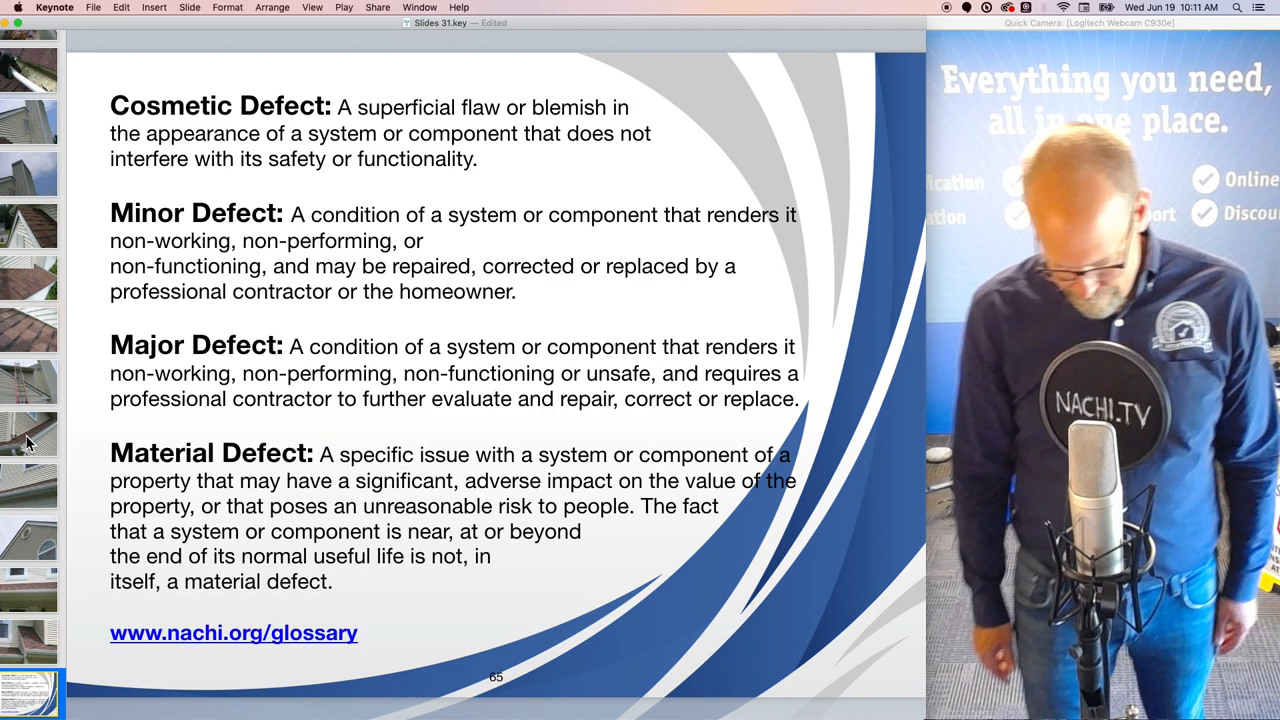 Keynote File Edit Insert Slide Format Arrange View Play Share Window Help Wed Jun 19 10:11 AM
Slides 31.key — Edited
Quick Camera: [Logitech Webcam C930e]
Cosmetic Defect: A superficial flaw or blemish in
the appearance of a system or component that does not
interfere with its safety or functionality.
Minor Defect: A condition of a system or component that renders it
non-working, non-performing, or
non-functioning, and may be repaired, corrected or replaced by a
professional contractor or the homeowner.
Major Defect: A condition of a system or component that renders it
non-working, non-performing, non-functioning or unsafe, and requires a
professional contractor to further evaluate and repair, correct or replace.
Material Defect: A specific issue with a system or component of a
property that may have a significant, adverse impact on the value of the
property, or that poses an unreasonable risk to people. The fact
that a system or component is near, at or beyond
the end of its normal useful life is not, in
itself, a material defect.
www.nachi.org/glossary
65
Everything you need,
all in one place.
Online
NACHI.TV